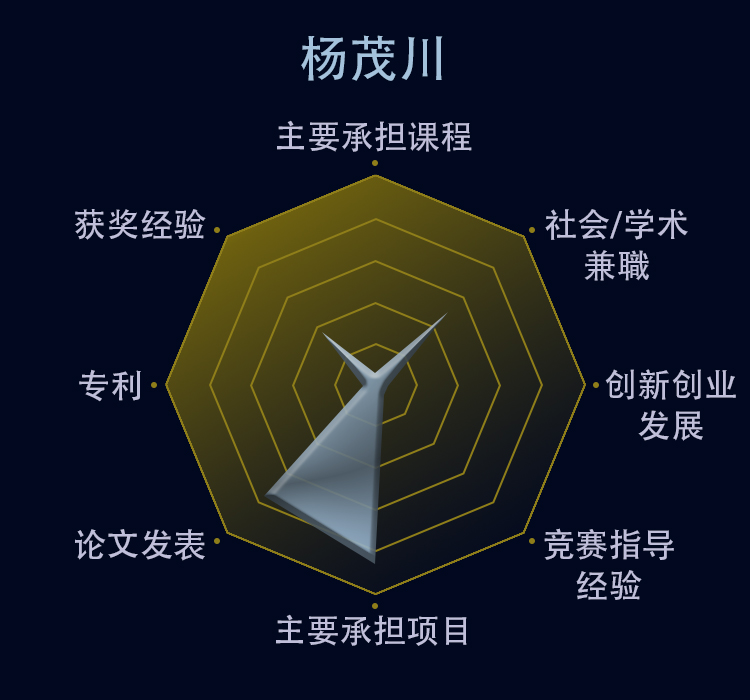 杨茂川
主要承担课程
获奖经验
社会/学术
兼職
专利
创新创业
发展
论文发表
竞赛指导
经验
主要承担项目